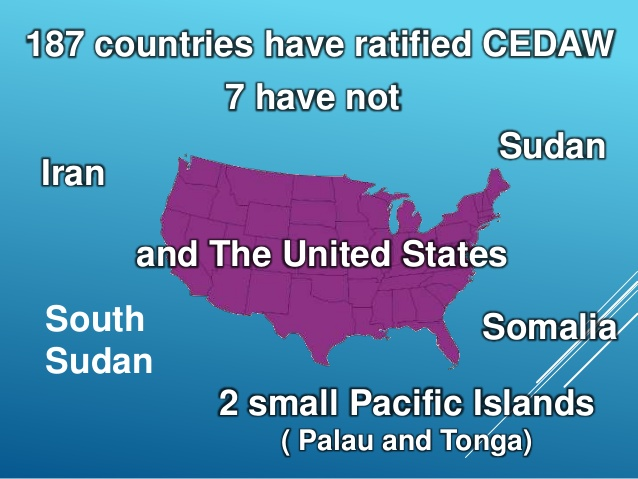 187 countries have ratified CEDAW
7 have not
Sudan
Iran
and The United States
South
Sudan
Somalia
2 small Pacific Islands
( Palau and Tonga)